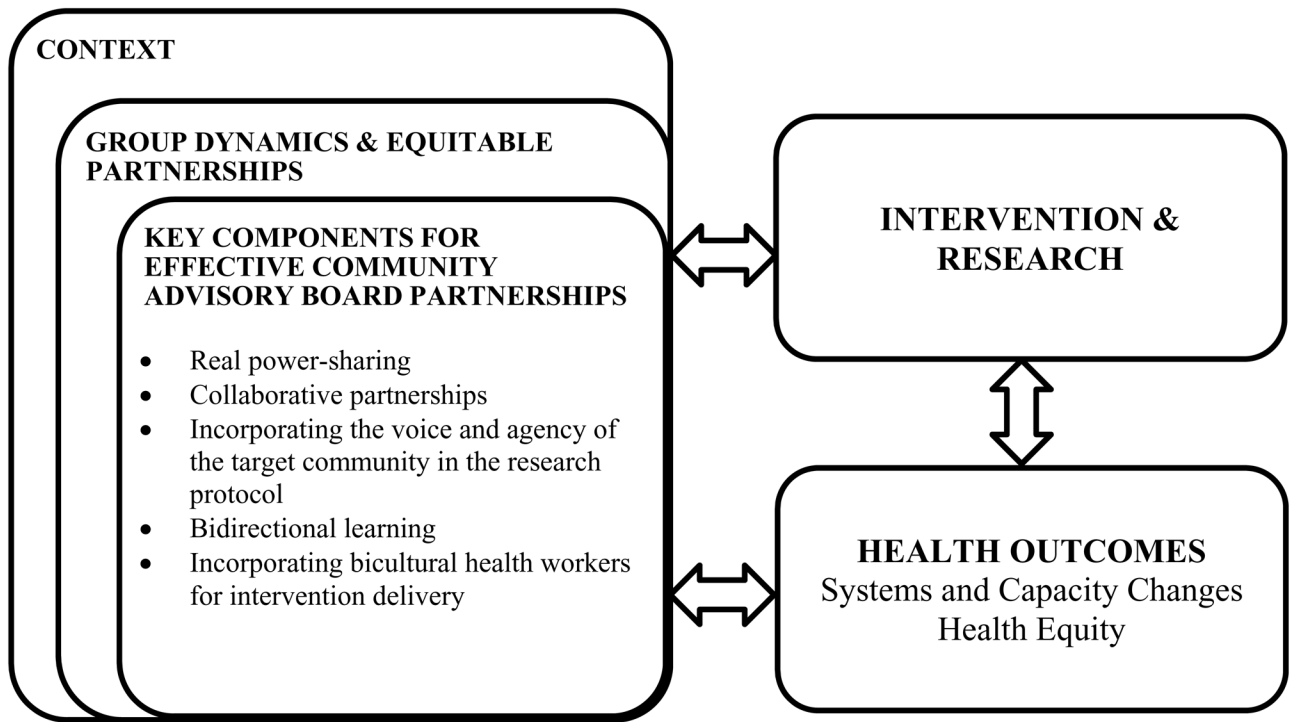 CONTEXT
GROUP DYNAMICS & EQUITABLE
PARTNERSHIPS
KEY COMPONENTS FOR
EFFECTIVE COMMUNITY
ADVISORY BOARD PARTNERSHIPS
• Real power-sharing
• Collaborative partnerships
• Incorporating the voice and agency of
the target community in the research
protocol
• Bidirectional learning
• Incorporating bicultural health workers
for intervention delivery
INTERVENTION &
RESEARCH
HEALTH OUTCOMES
Systems and Capacity Changes
Health Equity